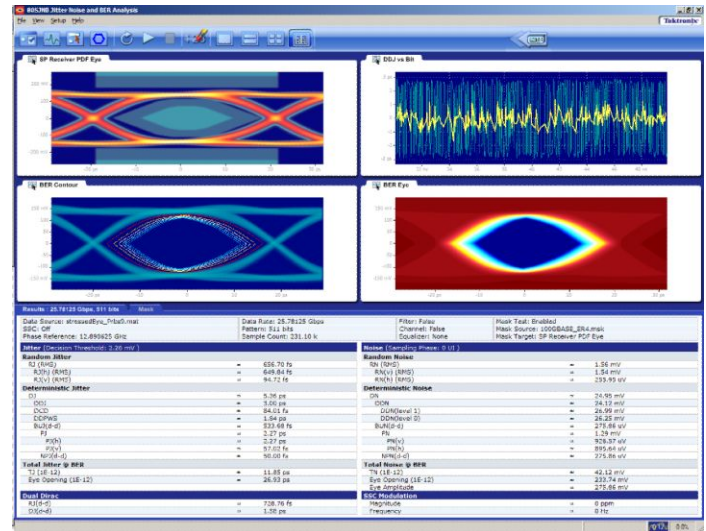 80SJNB Jitter Noise and BER Analysis
File View Setup Help
Tektronix
SP Receiver PDF Eye
DDJ vs Bit
BER Contour
BER Eye
Results : 25.78125 Gbps, 511 bits Mask
Data Source: stressedEye_Prbs9.mat Data Rate: 25.78125 Gbps Filter: False Mask Test: Enabled
SSC: Off Pattern: 511 bits Channel: False Mask Source: 100GBASE_ER4.msk
Phase Reference: 12.890625 GHz Sample Count: 231.10 k Equalizer: None Mask Target: SP Receiver PDF Eye
Jitter (Decision Threshold: 2.26 mV ) Noise (Sampling Phase: 0 UI )
Random Jitter Random Noise
RJ (RMS) = 656.70 fs RN (RMS) = 1.56 mV
RJ(h) (RMS) = 649.84 fs RN(v) (RMS) = 1.54 mV
RJ(v) (RMS) = 94.72 fs RN(h) (RMS) =
Deterministic Jitter Deterministic Noise
DJ = 5.36 ps DN = 24.95 mV
DDJ = 3.00 ps DDN = 24.12 mV
DCD = 84.01 fs DDN(level 1) = 26.99 mV
DDPWS = 1.64 ps DDN(level 0) = 26.25 mV
BUJ(d-d) = 533.68 fs BUN(d-d) = 275.86 uV
PJ = 2.27 ps PN = 1.29 mV
PJ(h) = 2.27 ps PN(v) = 928.57 uV
PJ(v) = 57.02 fs PN(h) = 895.64 uV
NPJ(d-d) = 50.00 fs NPN(d-d) = 275.86 uV
Total Jitter @ BER Total Noise @ BER
TJ (1E-12) = 11.85 ps TN (1E-12) = 42.12 mV
Eye Opening (1E-12) = 26.93 ps Eye Opening (1E-12) = 233.74 mV
Eye Amplitude = 275.86 mV
Dual Dirac SSC Modulation
RJ(d-d) = 738.76 fs Magnitude = 0 ppm
DJ(d-d) = 1.58 ps Frequency = 0 Hz